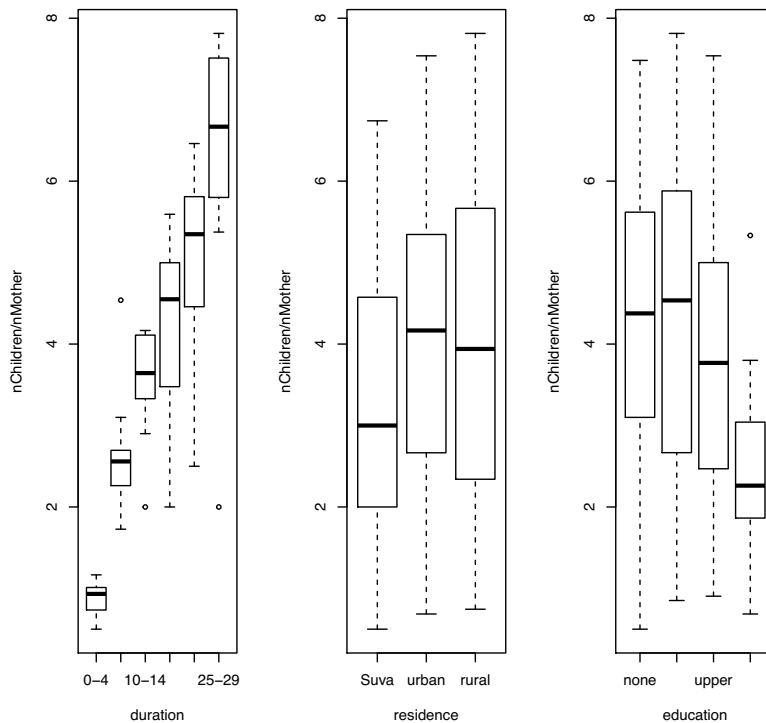 nChildren/nMother
8
6
4
2
0−4 10−14 25−29
duration
nChildren/nMother
8
6
4
2
Suva urban rural
residence
nChildren/nMother
8
6
4
2
none upper
education